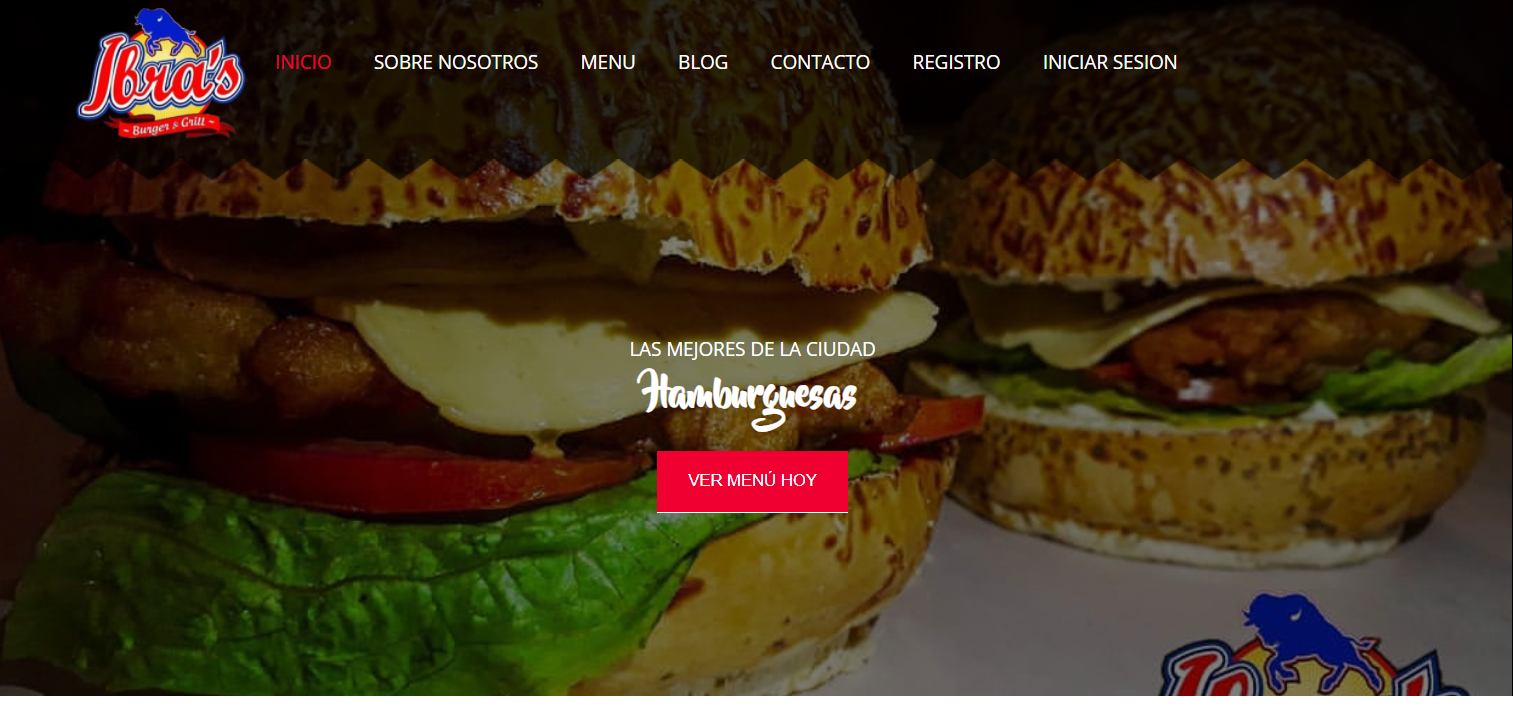 Ibra's
~ Burger & Grill ~
INICIO
SOBRE NOSOTROS
MENU
BLOG
CONTACTO
REGISTRO
INICIAR SESION
LAS MEJORES DE LA CIUDAD
Hamburguesas
VER MENÚ HOY